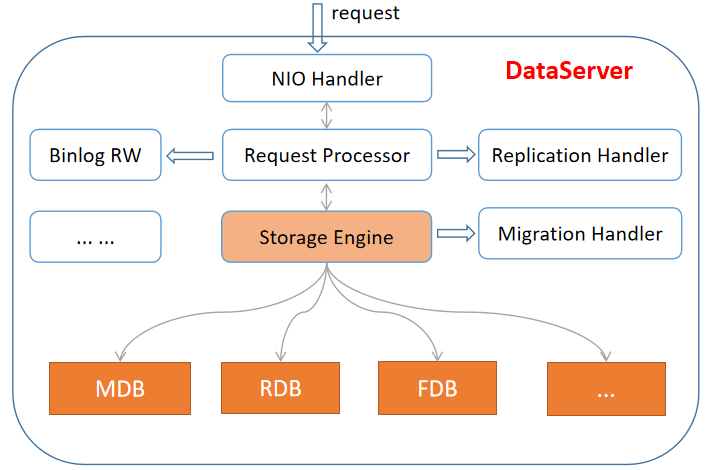 request
DataServer
NIO Handler
Binlog RW
Request Processor
Replication Handler
... ...
Storage Engine
Migration Handler
MDB
RDB
FDB
...